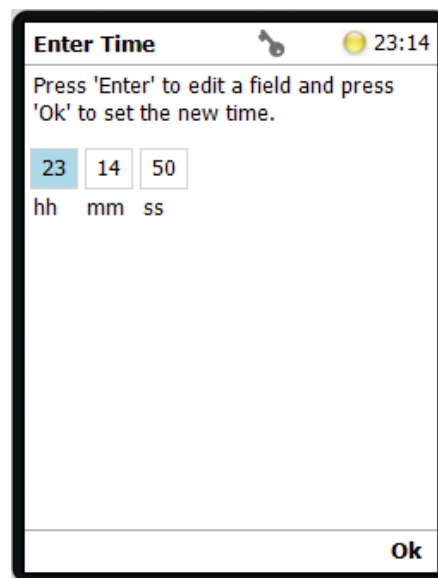 Enter Time 23:14
Press 'Enter' to edit a field and press
'Ok' to set the new time.
23 14 50
hh mm ss
Ok